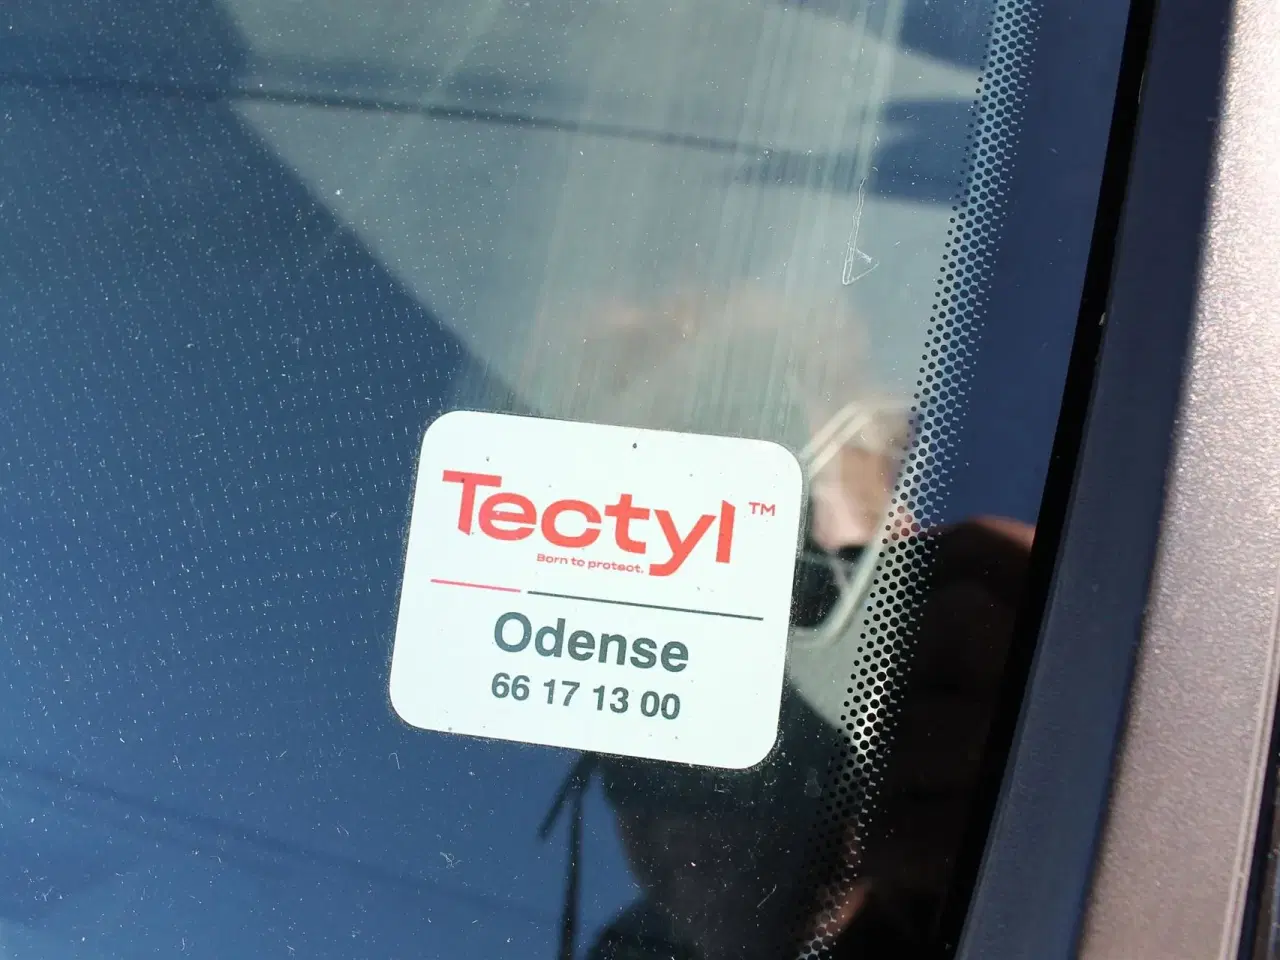 Tectyl™
Born to protect.
Odense
66 17 13 00